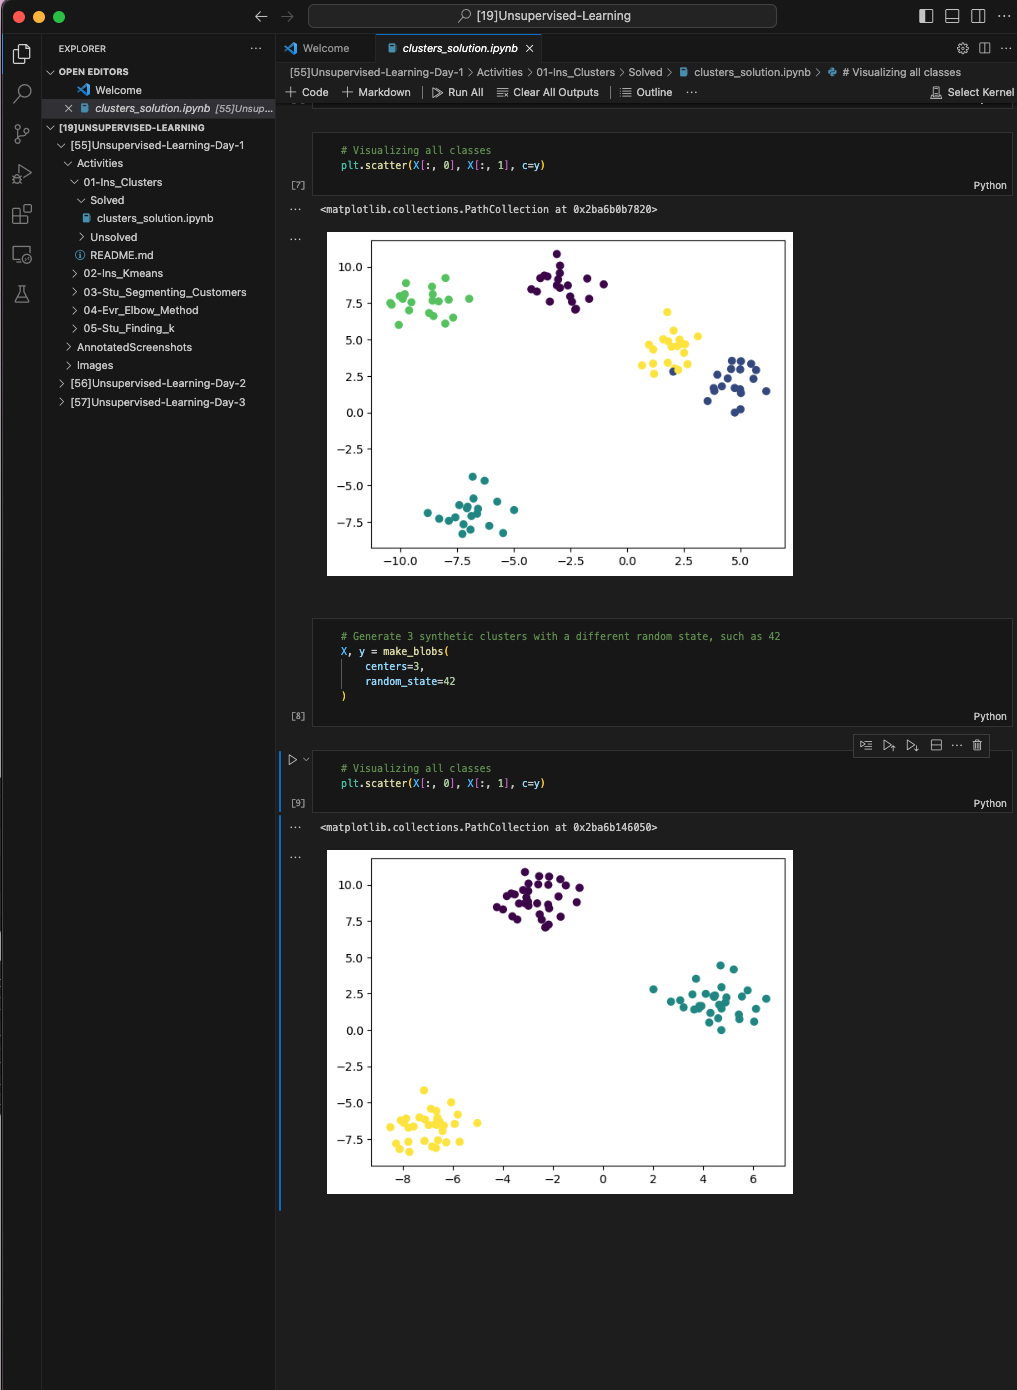 [19]Unsupervised-Learning
EXPLORER
OPEN EDITORS
Welcome
clusters_solution.ipynb [55]Unsup...
[19]UNSUPERVISED-LEARNING
[55]Unsupervised-Learning-Day-1
Activities
01-Ins_Clusters
Solved
clusters_solution.ipynb
Unsolved
README.md
02-Ins_Kmeans
03-Stu_Segmenting_Customers
04-Evr_Elbow_Method
05-Stu_Finding_k
AnnotatedScreenshots
Images
[56]Unsupervised-Learning-Day-2
[57]Unsupervised-Learning-Day-3
Welcome
clusters_solution.ipynb
[55]Unsupervised-Learning-Day-1 > Activities > 01-Ins_Clusters > Solved > clusters_solution.ipynb > # Visualizing all classes
+ Code + Markdown Run All Clear All Outputs Outline ... Select Kernel
# Visualizing all classes
plt.scatter(X[:, 0], X[:, 1], c=y)
[7]
Python
<matplotlib.collections.PathCollection at 0x2ba6b0b7820>
10.0
7.5
5.0
2.5
0.0
−2.5
−5.0
−7.5
−10.0 −7.5 −5.0 −2.5 0.0 2.5 5.0
# Generate 3 synthetic clusters with a different random state, such as 42
X, y = make_blobs(
centers=3,
random_state=42
)
[8]
Python
# Visualizing all classes
plt.scatter(X[:, 0], X[:, 1], c=y)
[9]
Python
<matplotlib.collections.PathCollection at 0x2ba6b146050>
10.0
7.5
5.0
2.5
0.0
−2.5
−5.0
−7.5
−8 −6 −4 −2 0 2 4 6